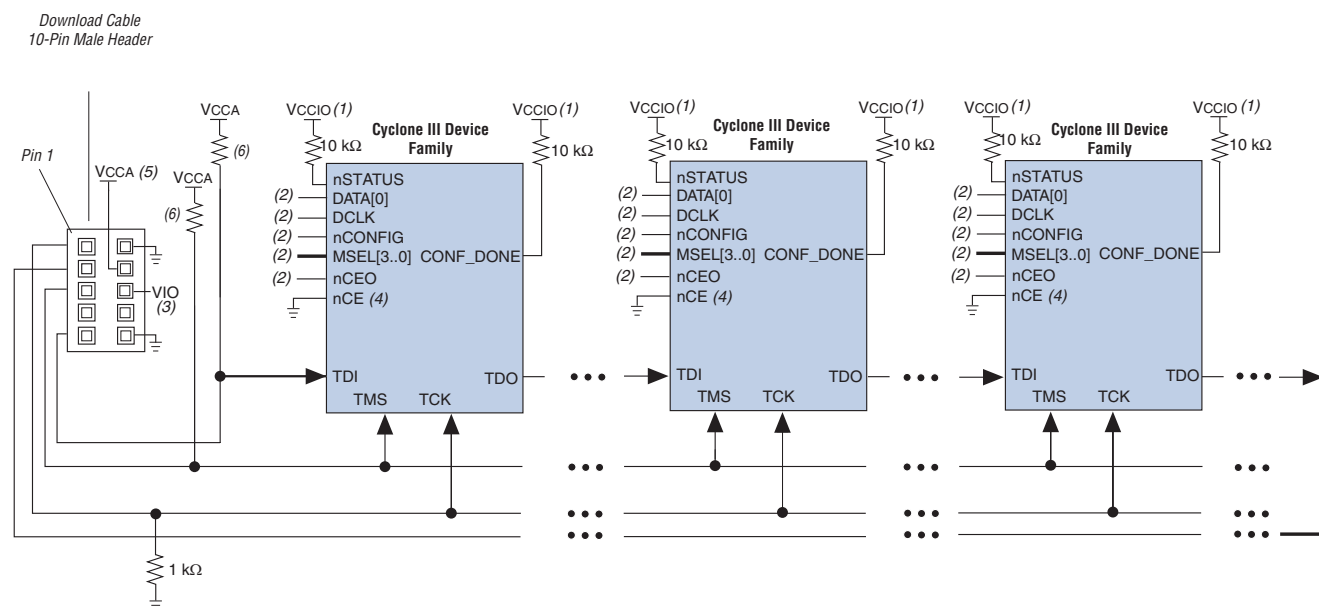 Download Cable
10-Pin Male Header
Pin 1
VCCA (5)
VCCA
(6)
VCCA
(6)
VIO
(3)
VCCIO (1)
10 kΩ
Cyclone III Device
Family
VCCIO (1)
10 kΩ
nSTATUS
(2) DATA[0]
(2) DCLK
(2) nCONFIG
(2) MSEL[3..0] CONF_DONE
(2) nCEO
nCE (4)
TDI TDO
TMS TCK
VCCIO (1)
10 kΩ
Cyclone III Device
Family
VCCIO (1)
10 kΩ
nSTATUS
(2) DATA[0]
(2) DCLK
(2) nCONFIG
(2) MSEL[3..0] CONF_DONE
(2) nCEO
nCE (4)
TDI TDO
TMS TCK
VCCIO (1)
10 kΩ
Cyclone III Device
Family
VCCIO (1)
10 kΩ
nSTATUS
(2) DATA[0]
(2) DCLK
(2) nCONFIG
(2) MSEL[3..0] CONF_DONE
(2) nCEO
nCE (4)
TDI TDO
TMS TCK
1 kΩ